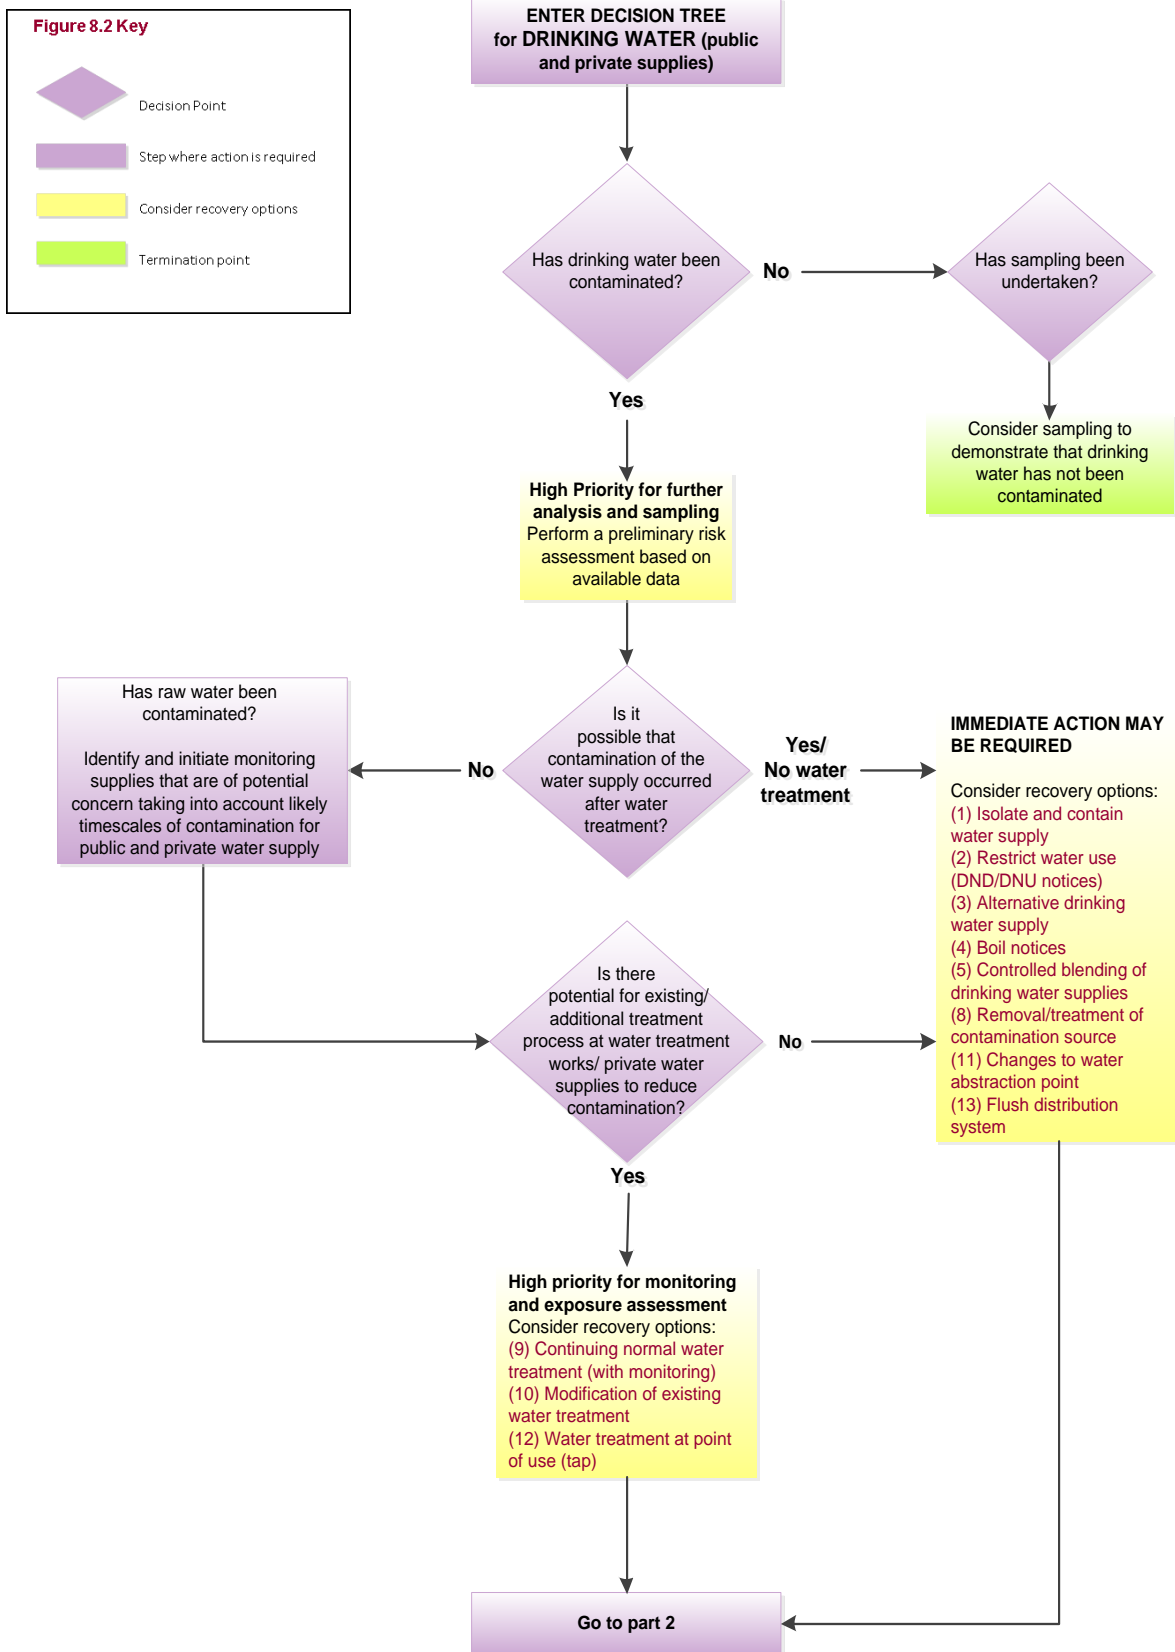 Figure 8.2 Key
Decision Point
Step where action is required
Consider recovery options
Termination point
ENTER DECISION TREE
for DRINKING WATER (public
and private supplies)
Has drinking water been
contaminated?
No
Has sampling been
undertaken?
Yes
Consider sampling to
demonstrate that drinking
water has not been
contaminated
High Priority for further
analysis and sampling
Perform a preliminary risk
assessment based on
available data
Has raw water been
contaminated?
Identify and initiate monitoring
supplies that are of potential
concern taking into account likely
timescales of contamination for
public and private water supply
No
Is it
possible that
contamination of the
water supply occurred
after water
treatment?
Yes/
No water
treatment
IMMEDIATE ACTION MAY
BE REQUIRED
Consider recovery options:
(1) Isolate and contain
water supply
(2) Restrict water use
(DND/DNU notices)
(3) Alternative drinking
water supply
(4) Boil notices
(5) Controlled blending of
drinking water supplies
(8) Removal/treatment of
contamination source
(11) Changes to water
abstraction point
(13) Flush distribution
system
Is there
potential for existing/
additional treatment
process at water treatment
works/ private water
supplies to reduce
contamination?
No
Yes
High priority for monitoring
and exposure assessment
Consider recovery options:
(9) Continuing normal water
treatment (with monitoring)
(10) Modification of existing
water treatment
(12) Water treatment at point
of use (tap)
Go to part 2